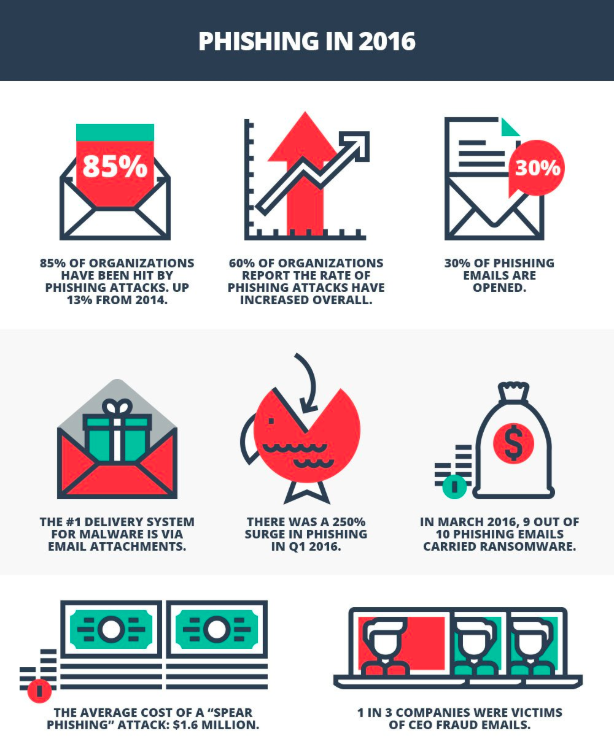 PHISHING IN 2016
85%
30%
85% OF ORGANIZATIONS
HAVE BEEN HIT BY
PHISHING ATTACKS. UP
13% FROM 2014.
60% OF ORGANIZATIONS
REPORT THE RATE OF
PHISHING ATTACKS HAVE
INCREASED OVERALL.
30% OF PHISHING
EMAILS ARE
OPENED.
$
THE #1 DELIVERY SYSTEM
FOR MALWARE IS VIA
EMAIL ATTACHMENTS.
THERE WAS A 250%
SURGE IN PHISHING
IN Q1 2016.
IN MARCH 2016, 9 OUT OF
10 PHISHING EMAILS
CARRIED RANSOMWARE.
THE AVERAGE COST OF A “SPEAR
PHISHING” ATTACK: $1.6 MILLION.
1 IN 3 COMPANIES WERE VICTIMS
OF CEO FRAUD EMAILS.